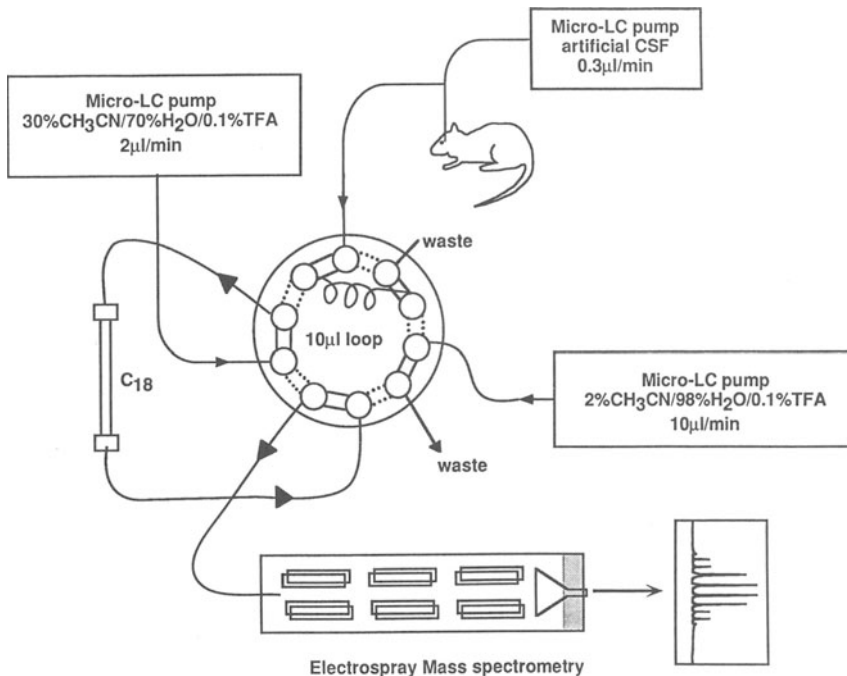 Micro-LC pump
artificial CSF
0.3µl/min
Micro-LC pump
30%CH₃CN/70%H₂O/0.1%TFA
2µl/min
waste
10µl loop
C₁₈
Micro-LC pump
2%CH₃CN/98%H₂O/0.1%TFA
10µl/min
waste
Electrospray Mass spectrometry